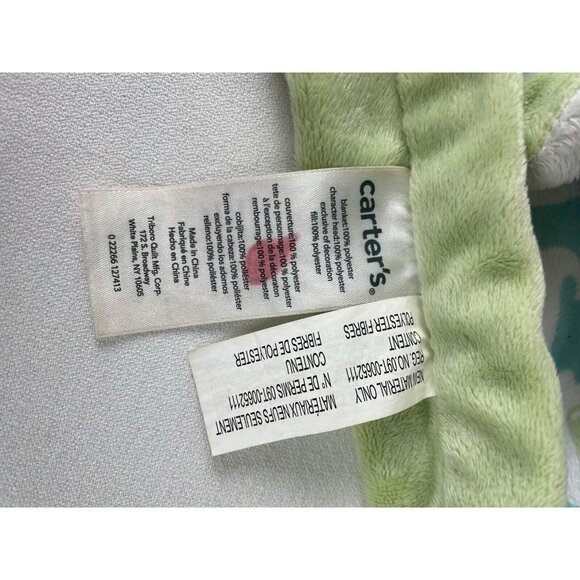 carter's®
blanket:100% polyester
character head:100% polyester
exclusive of decoration
fill:100% polyester
couverture:100 % polyester
tete de personnage:100 % polyester
à l'exception de la décoraton
rembourrage:100 % polyester
cobijita:100% poliéster
forma de la cabeza:100% poliéster
excluyendo los adornos
relleno:100% poliéster
Made in China
Fabriqué en Chine
Hecho en China
Triboro Quilt Mfg. Corp.
172 S. Broadway
White Plains, NY 10605
0 22266 127413
NEW MATERIAL ONLY
REG. NO. 09T-00652111
CONTENT
POLYESTER FIBRES
MATÉRIAUX NEUFS SEULEMENT
N° DE PERMIS 09T-00652111
CONTENU
FIBRES DE POLYESTER